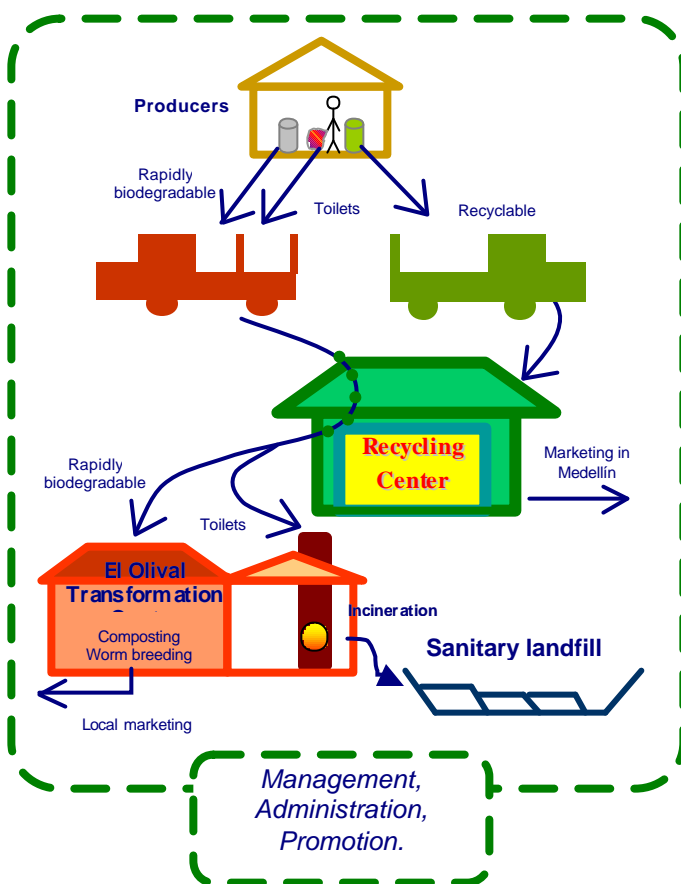 Producers
Rapidly
biodegradable
Toilets
Recyclable
Recycling
Center
Marketing in
Medellín
Rapidly
biodegradable
Toilets
El Olival
Transformation
Composting
Worm breeding
Incineration
Sanitary landfill
Local marketing
Management,
Administration,
Promotion.